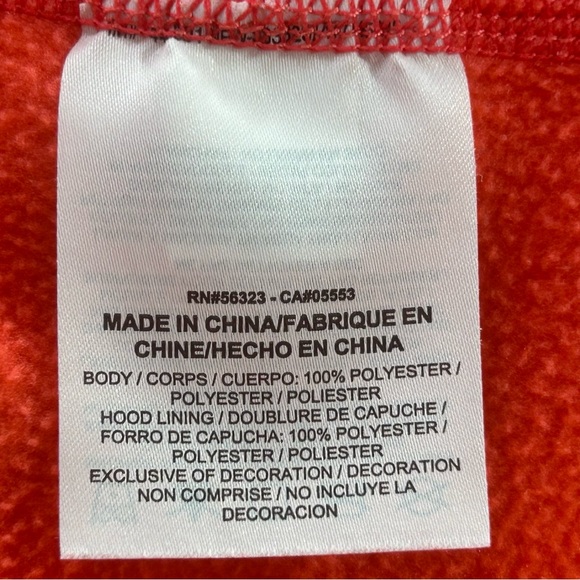 RN#56323 - CA#05553
MADE IN CHINA/FABRIQUE EN
CHINE/HECHO EN CHINA
BODY / CORPS / CUERPO: 100% POLYESTER /
POLYESTER / POLIESTER
HOOD LINING / DOUBLURE DE CAPUCHE /
FORRO DE CAPUCHA: 100% POLYESTER /
POLYESTER / POLIESTER
EXCLUSIVE OF DECORATION / DECORATION
NON COMPRISE / NO INCLUYE LA
DECORACION